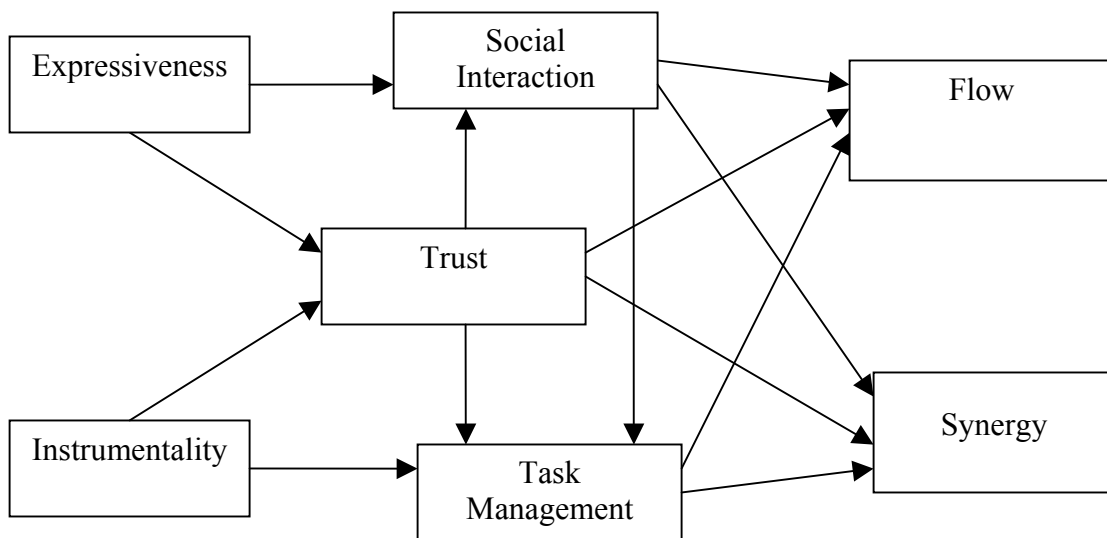 Expressiveness
Social
Interaction
Flow
Trust
Instrumentality
Task
Management
Synergy